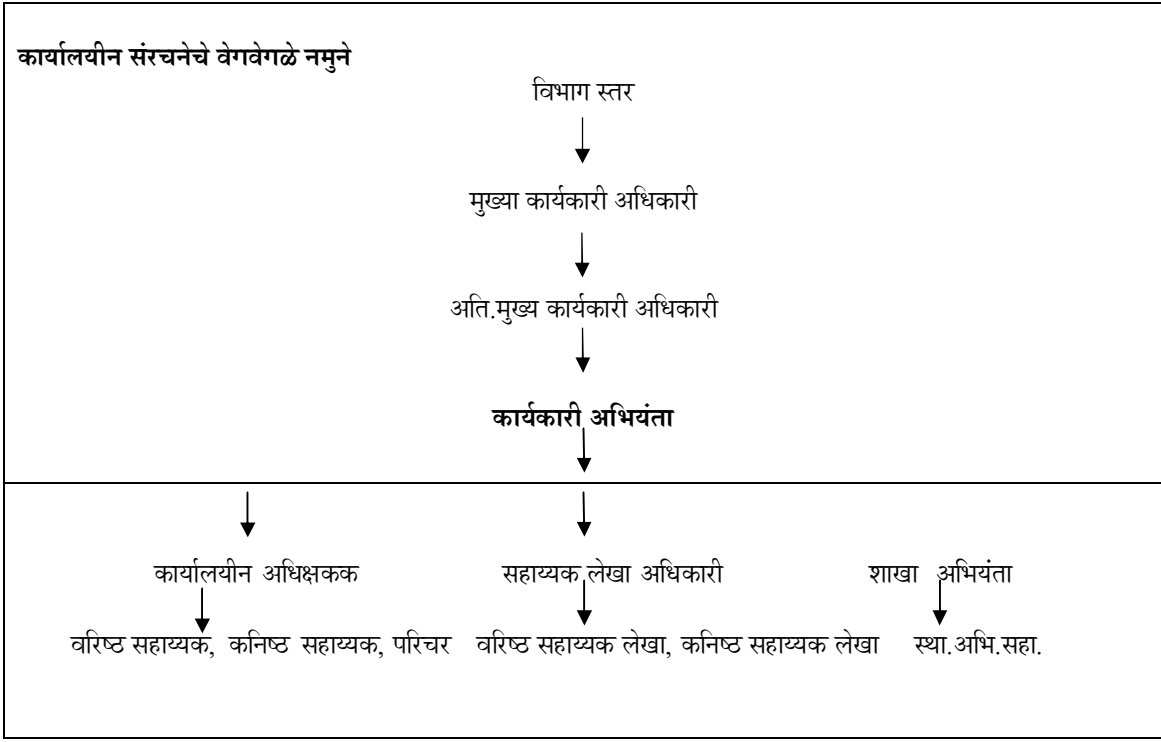 कार्यालयीन संरचनेचे वेगवेगळे नमुने
विभाग स्तर
मुख्या कार्यकारी अधिकारी
अति.मुख्य कार्यकारी अधिकारी
कार्यकारी अभियंता
कार्यालयीन अधिक्षकक सहाय्यक लेखा अधिकारी शाखा अभियंता
वरिष्ठ सहाय्यक, कनिष्ठ सहाय्यक, परिचर वरिष्ठ सहाय्यक लेखा, कनिष्ठ सहाय्यक लेखा स्था.अभि.सहा.